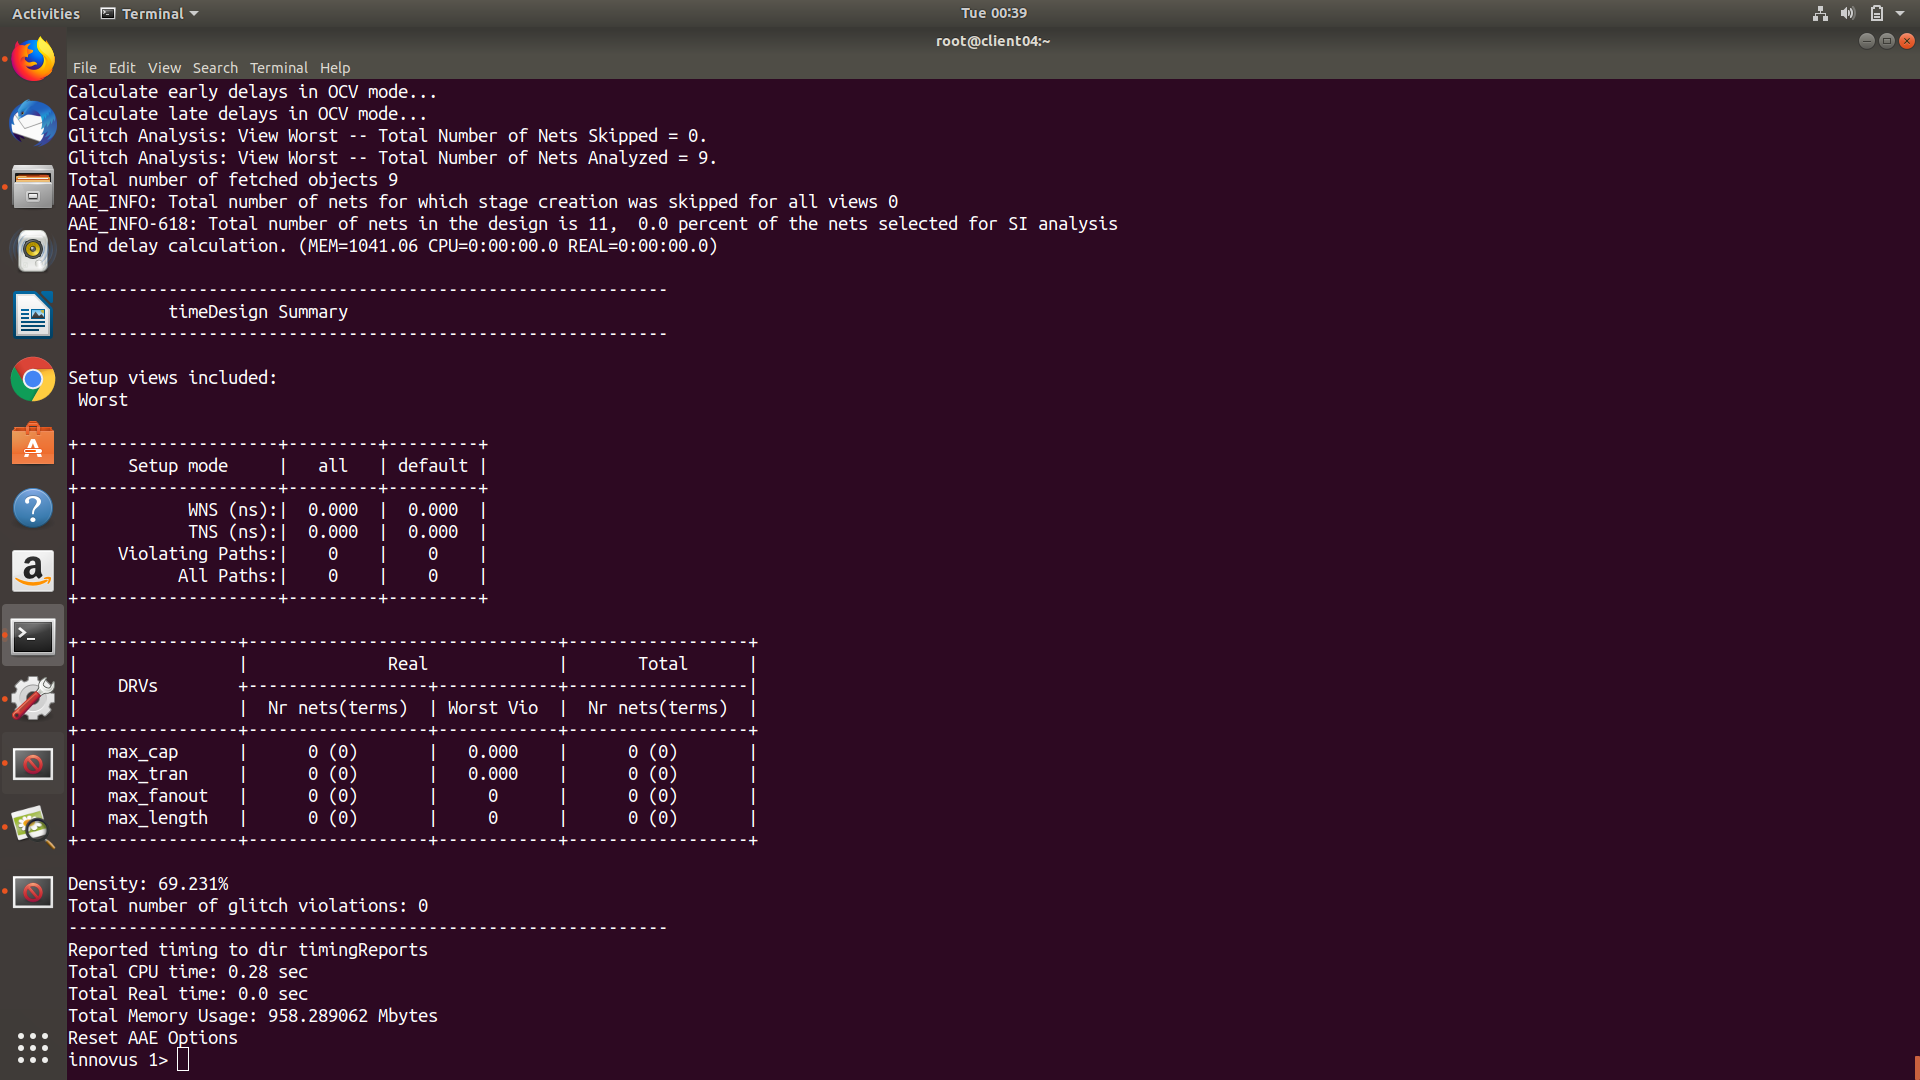 Activities Terminal Tue 00:39
root@client04:~
File Edit View Search Terminal Help
Calculate early delays in OCV mode...
Calculate late delays in OCV mode...
Glitch Analysis: View Worst -- Total Number of Nets Skipped = 0.
Glitch Analysis: View Worst -- Total Number of Nets Analyzed = 9.
Total number of fetched objects 9
AAE_INFO: Total number of nets for which stage creation was skipped for all views 0
AAE_INFO-618: Total number of nets in the design is 11,  0.0 percent of the nets selected for SI analysis
End delay calculation. (MEM=1041.06 CPU=0:00:00.0 REAL=0:00:00.0)
------------------------------------------------------------
          timeDesign Summary
------------------------------------------------------------
Setup views included:
 Worst
+--------------------+---------+---------+
|     Setup mode     |   all   | default |
+--------------------+---------+---------+
|           WNS (ns):|  0.000  |  0.000  |
|           TNS (ns):|  0.000  |  0.000  |
|    Violating Paths:|    0    |    0    |
|          All Paths:|    0    |    0    |
+--------------------+---------+---------+
+----------------+-------------------------------+------------------+
|                |              Real             |       Total      |
|    DRVs        +------------------+------------+------------------|
|                |  Nr nets(terms)  | Worst Vio  |  Nr nets(terms)  |
+----------------+------------------+------------+------------------+
|   max_cap      |      0 (0)       |   0.000    |      0 (0)       |
|   max_tran     |      0 (0)       |   0.000    |      0 (0)       |
|   max_fanout   |      0 (0)       |     0      |      0 (0)       |
|   max_length   |      0 (0)       |     0      |      0 (0)       |
+----------------+------------------+------------+------------------+
Density: 69.231%
Total number of glitch violations: 0
------------------------------------------------------------
Reported timing to dir timingReports
Total CPU time: 0.28 sec
Total Real time: 0.0 sec
Total Memory Usage: 958.289062 Mbytes
Reset AAE Options
innovus 1>